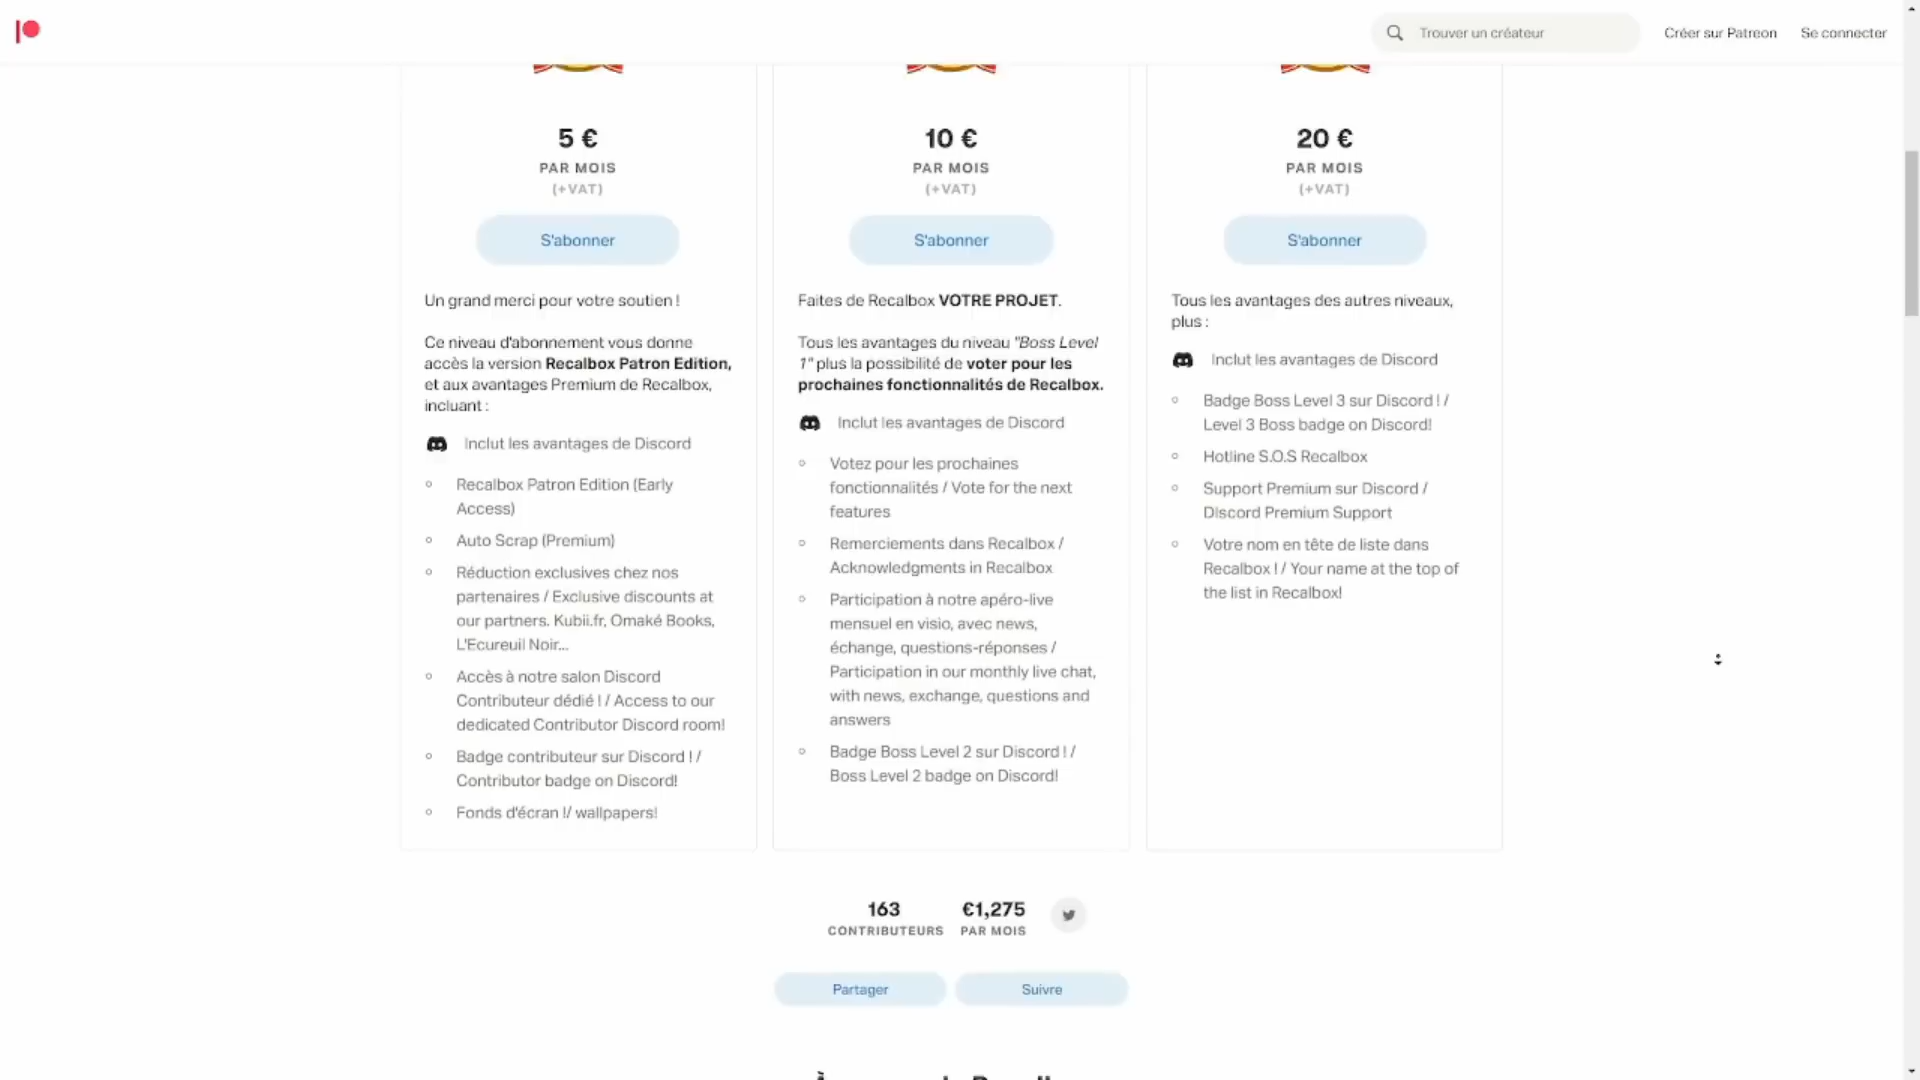 Trouver un créateur
Créer sur Patreon
Se connecter
5 €
PAR MOIS
(+VAT)
S'abonner
Un grand merci pour votre soutien !
Ce niveau d'abonnement vous donne
accès la version Recalbox Patron Edition,
et aux avantages Premium de Recalbox,
incluant :
Inclut les avantages de Discord
Recalbox Patron Edition (Early
Access)
Auto Scrap (Premium)
Réduction exclusives chez nos
partenaires / Exclusive discounts at
our partners. Kubii.fr, Omaké Books,
L'Ecureuil Noir...
Accès à notre salon Discord
Contributeur dédié ! / Access to our
dedicated Contributor Discord room!
Badge contributeur sur Discord ! /
Contributor badge on Discord!
Fonds d'écran !/ wallpapers!
10 €
PAR MOIS
(+VAT)
S'abonner
Faites de Recalbox VOTRE PROJET.
Tous les avantages du niveau "Boss Level
1" plus la possibilité de voter pour les
prochaines fonctionnalités de Recalbox.
Inclut les avantages de Discord
Votez pour les prochaines
fonctionnalités / Vote for the next
features
Remerciements dans Recalbox /
Acknowledgments in Recalbox
Participation à notre apéro-live
mensuel en visio, avec news,
échange, questions-réponses /
Participation in our monthly live chat,
with news, exchange, questions and
answers
Badge Boss Level 2 sur Discord ! /
Boss Level 2 badge on Discord!
20 €
PAR MOIS
(+VAT)
S'abonner
Tous les avantages des autres niveaux,
plus :
Inclut les avantages de Discord
Badge Boss Level 3 sur Discord ! /
Level 3 Boss badge on Discord!
Hotline S.O.S Recalbox
Support Premium sur Discord /
Discord Premium Support
Votre nom en tête de liste dans
Recalbox ! / Your name at the top of
the list in Recalbox!
163
CONTRIBUTEURS
€1,275
PAR MOIS
Partager
Suivre